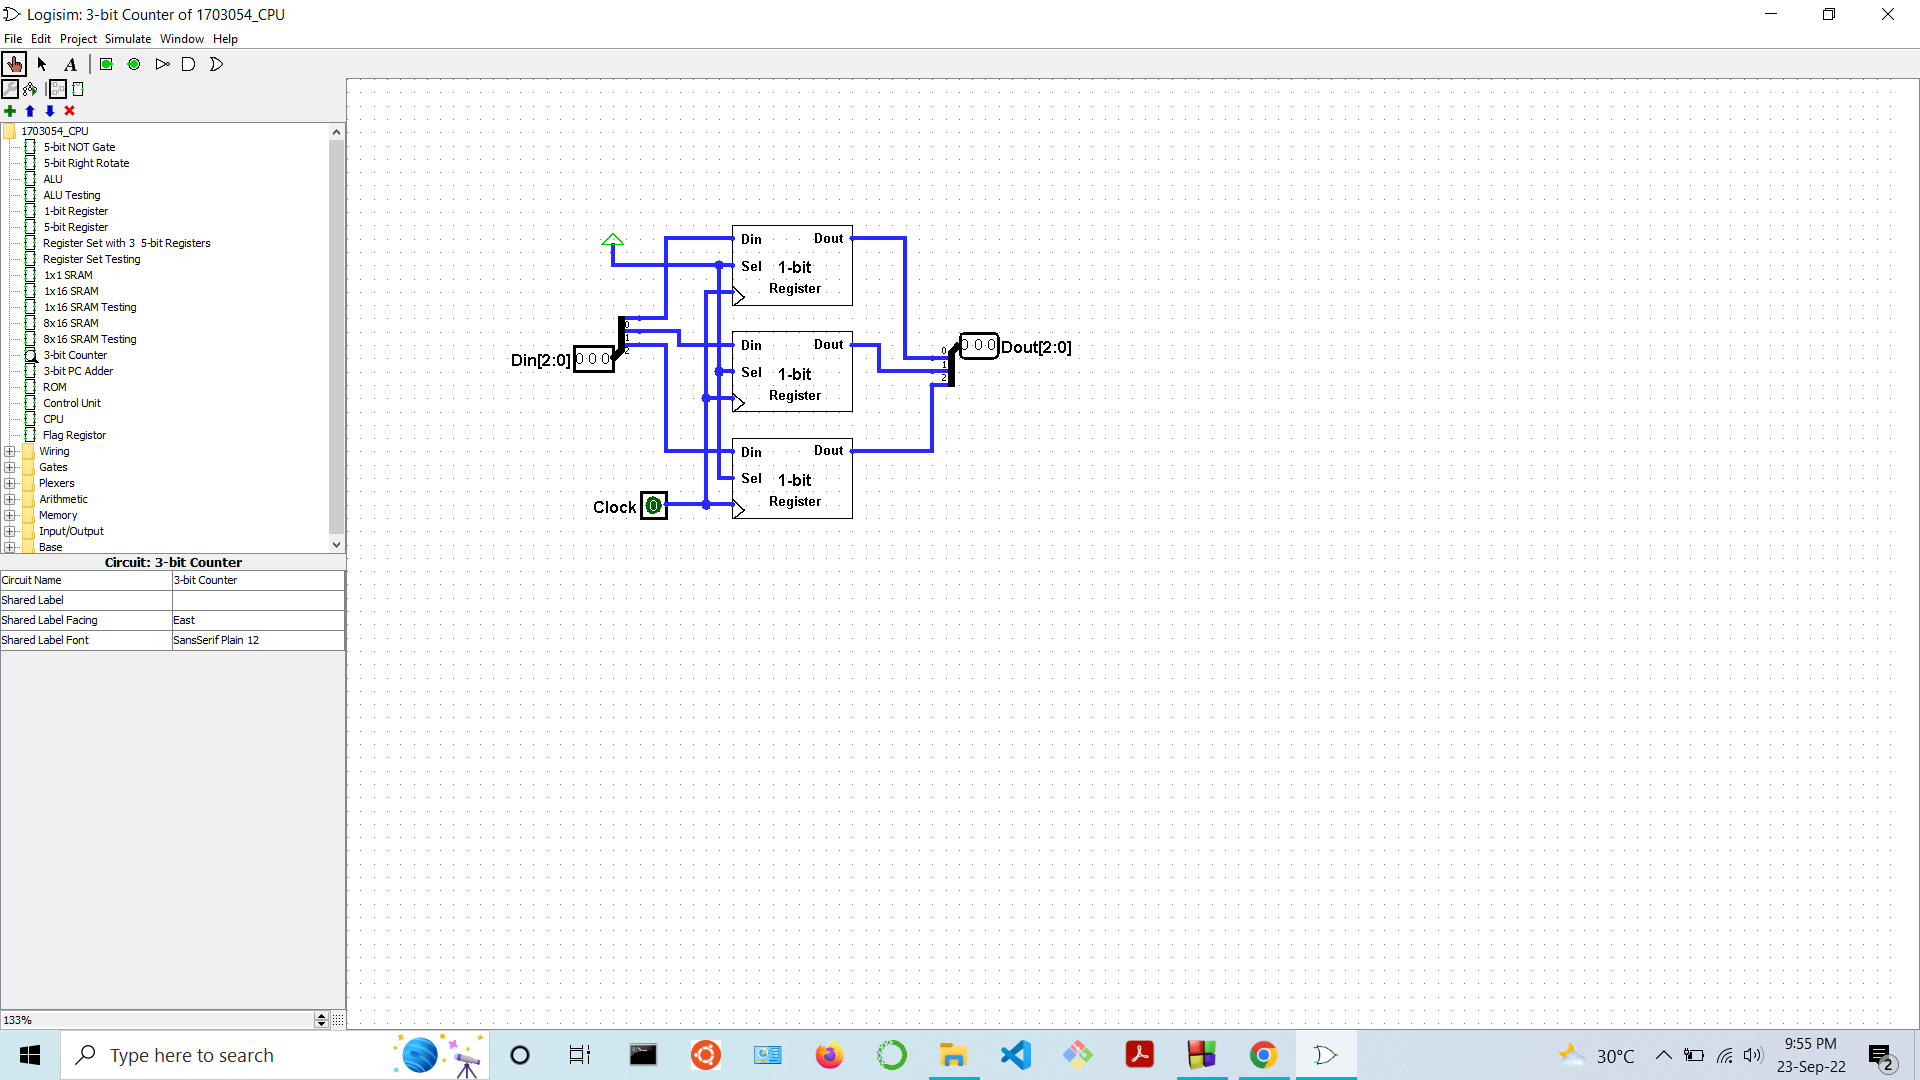 Logisim: 3-bit Counter of 1703054_CPU
File Edit Project Simulate Window Help
A
1703054_CPU
5-bit NOT Gate
5-bit Right Rotate
ALU
ALU Testing
1-bit Register
5-bit Register
Register Set with 3  5-bit Registers
Register Set Testing
1x1 SRAM
1x16 SRAM
1x16 SRAM Testing
8x16 SRAM
8x16 SRAM Testing
3-bit Counter
3-bit PC Adder
ROM
Control Unit
CPU
Flag Registor
Wiring
Gates
Plexers
Arithmetic
Memory
Input/Output
Base
Circuit: 3-bit Counter
Circuit Name 3-bit Counter
Shared Label
Shared Label Facing East
Shared Label Font SansSerif Plain 12
133%
Din Dout
Sel 1-bit
Register
Din Dout
Sel 1-bit
Register
Din Dout
Sel 1-bit
Register
0
1
2
Din[2:0] 0 0 0
0
1
2
0 0 0 Dout[2:0]
Clock 0
Type here to search
30°C
9:55 PM
23-Sep-22
2